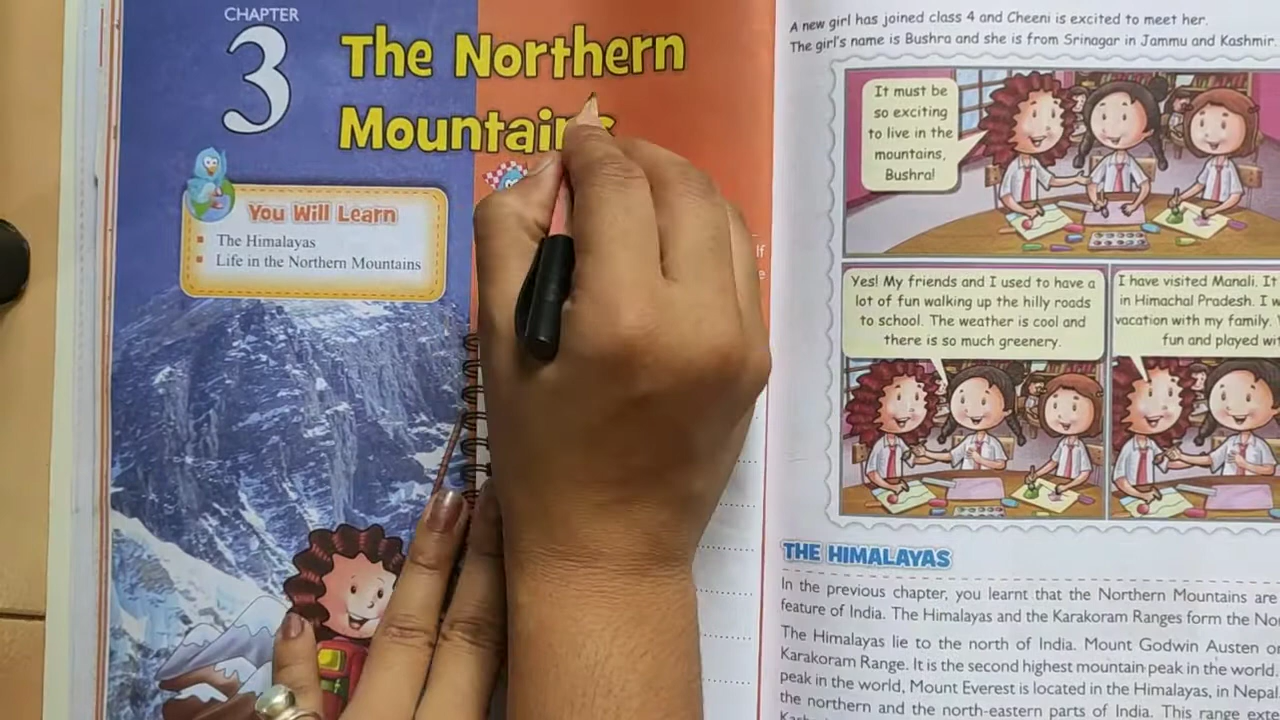 CHAPTER
3
The Northern
Mountains
You Will Learn
The Himalayas
Life in the Northern Mountains
A new girl has joined class 4 and Cheeni is excited to meet her.
The girl's name is Bushra and she is from Srinagar in Jammu and Kashmir.
It must be
so exciting
to live in the
mountains,
Bushra!
Yes! My friends and I used to have a
lot of fun walking up the hilly roads
to school. The weather is cool and
there is so much greenery.
I have visited Manali. It
in Himachal Pradesh. I
vacation with my family.
fun and played
THE HIMALAYAS
In the previous chapter, you learnt that the Northern Mountains are
feature of India. The Himalayas and the Karakoram Ranges form the
The Himalayas lie to the north of India. Mount Godwin Austen
Karakoram Range. It is the second highest mountain peak in the world.
peak in the world, Mount Everest is located in the Himalayas, in Nepal.
the northern and the north-eastern parts of India. This range